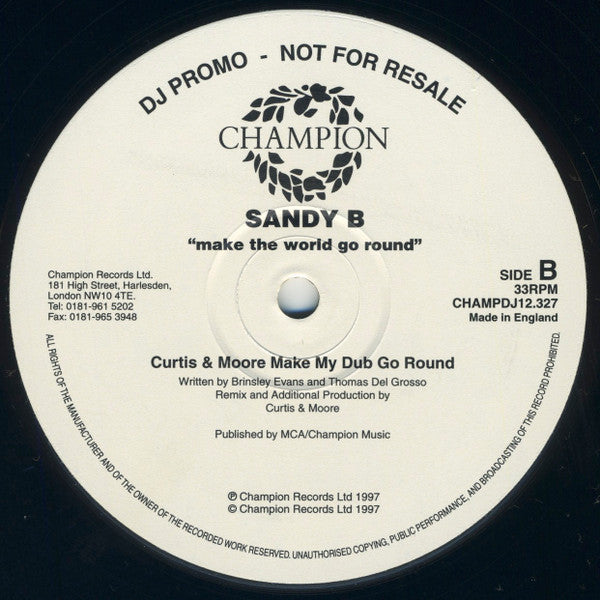 DJ PROMO - NOT FOR RESALE
CHAMPION
SANDY B
“make the world go round”
Champion Records Ltd.
181 High Street, Harlesden,
London NW10 4TE.
Tel: 0181-961 5202
Fax: 0181-965 3948
SIDE B
33RPM
CHAMPDJ12.327
Made in England
Curtis & Moore Make My Dub Go Round
Written by Brinsley Evans and Thomas Del Grosso
Remix and Additional Production by
Curtis & Moore
Published by MCA/Champion Music
℗ Champion Records Ltd 1997
© Champion Records Ltd 1997
ALL RIGHTS OF THE MANUFACTURER AND OF THE OWNER OF THE RECORDED WORK RESERVED. UNAUTHORISED COPYING, PUBLIC PERFORMANCE, AND BROADCASTING OF THIS RECORD PROHIBITED.